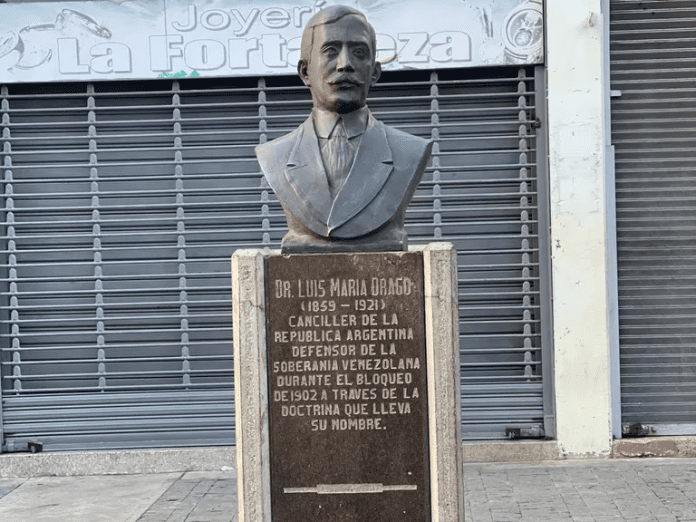 Joyería
La Fortaleza
DR. LUIS MARIA DRAGO
(1859 - 1921)
CANCILLER DE LA
REPUBLICA ARGENTINA
DEFENSOR DE LA
SOBERANIA VENEZOLANA
DURANTE EL BLOQUEO
DE 1902 A TRAVES DE LA
DOCTRINA QUE LLEVA
SU NOMBRE.